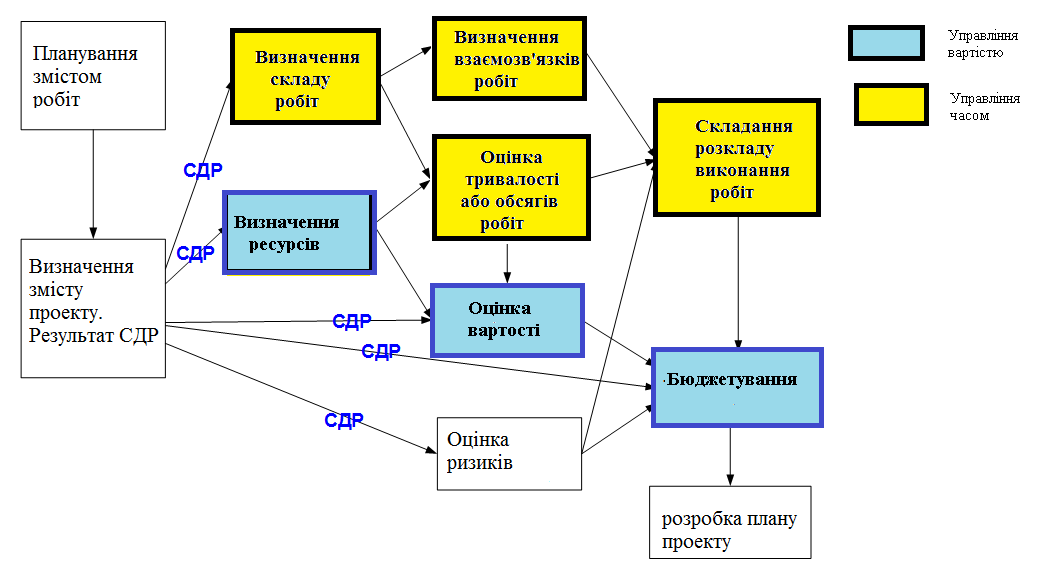 Планування
змістом
робіт
Визначення
складу
робіт
Визначення
взаємозв'язків
робіт
Управління
вартістю
Управління
часом
Складання
розкладу
виконання
робіт
Оцінка
тривалості
або обсягів
робіт
СДР
Визначення
ресурсів
СДР
Визначення
змісту
проекту.
Результат СДР
Оцінка
вартості
СДР
СДР
Бюджетування
СДР
Оцінка
ризиків
розробка плану
проекту